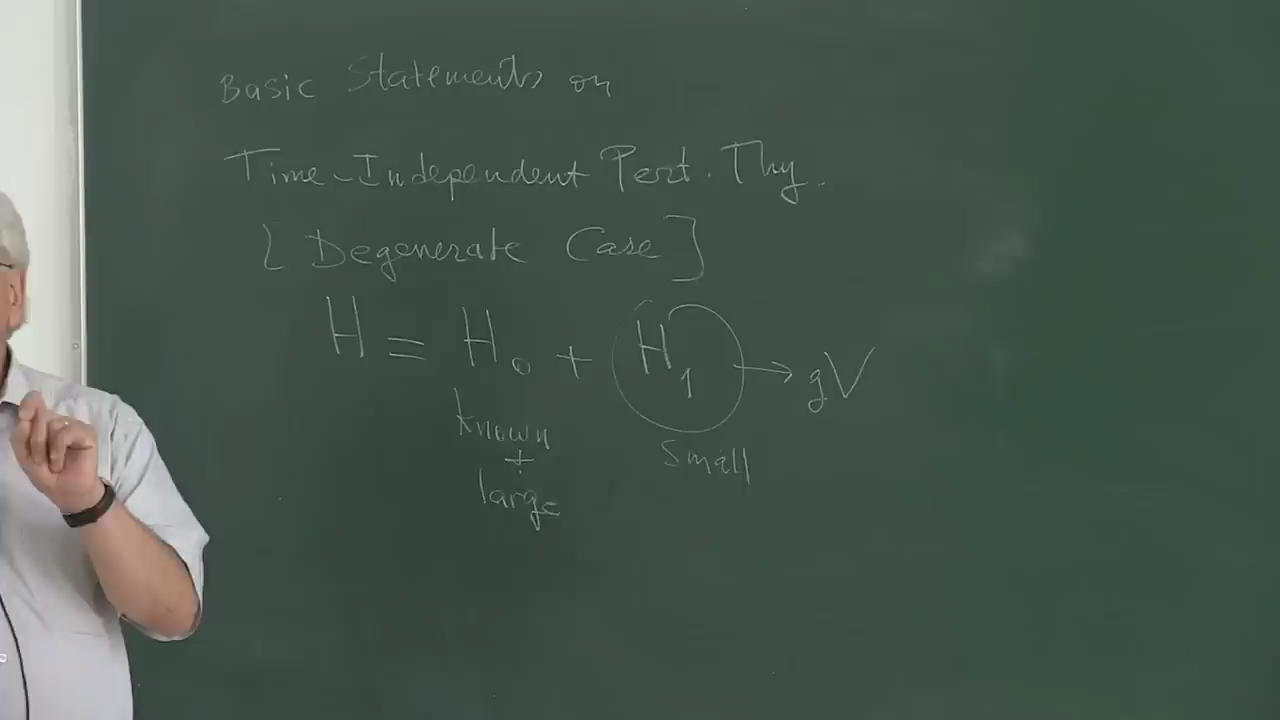 Basic Statements on
Time-Independent Pert. Thy.
[Degenerate Case]
H = H₀ + H₁ → gV
known small
+
large